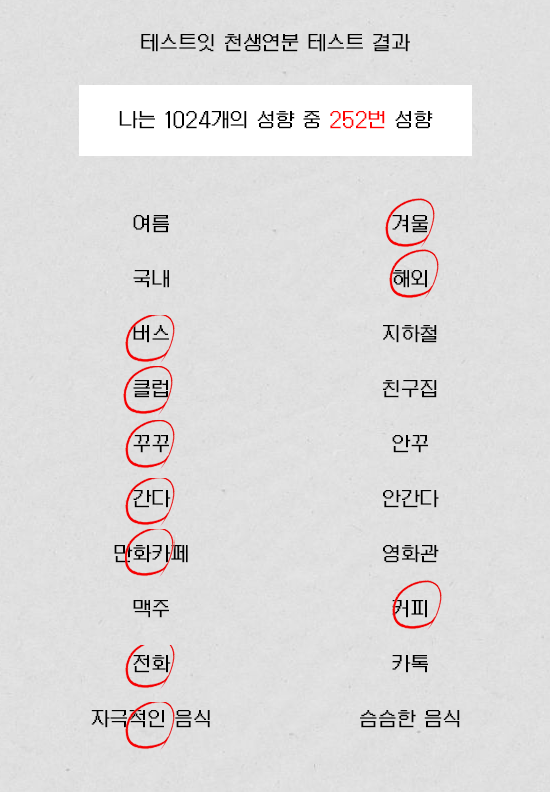 테스트잇 천생연분 테스트 결과
나는 1024개의 성향 중 252번 성향
여름 겨울
국내 해외
버스 지하철
클럽 친구집
꾸꾸 안꾸
간다 안간다
만화카페 영화관
맥주 커피
전화 카톡
자극적인 음식 슴슴한 음식